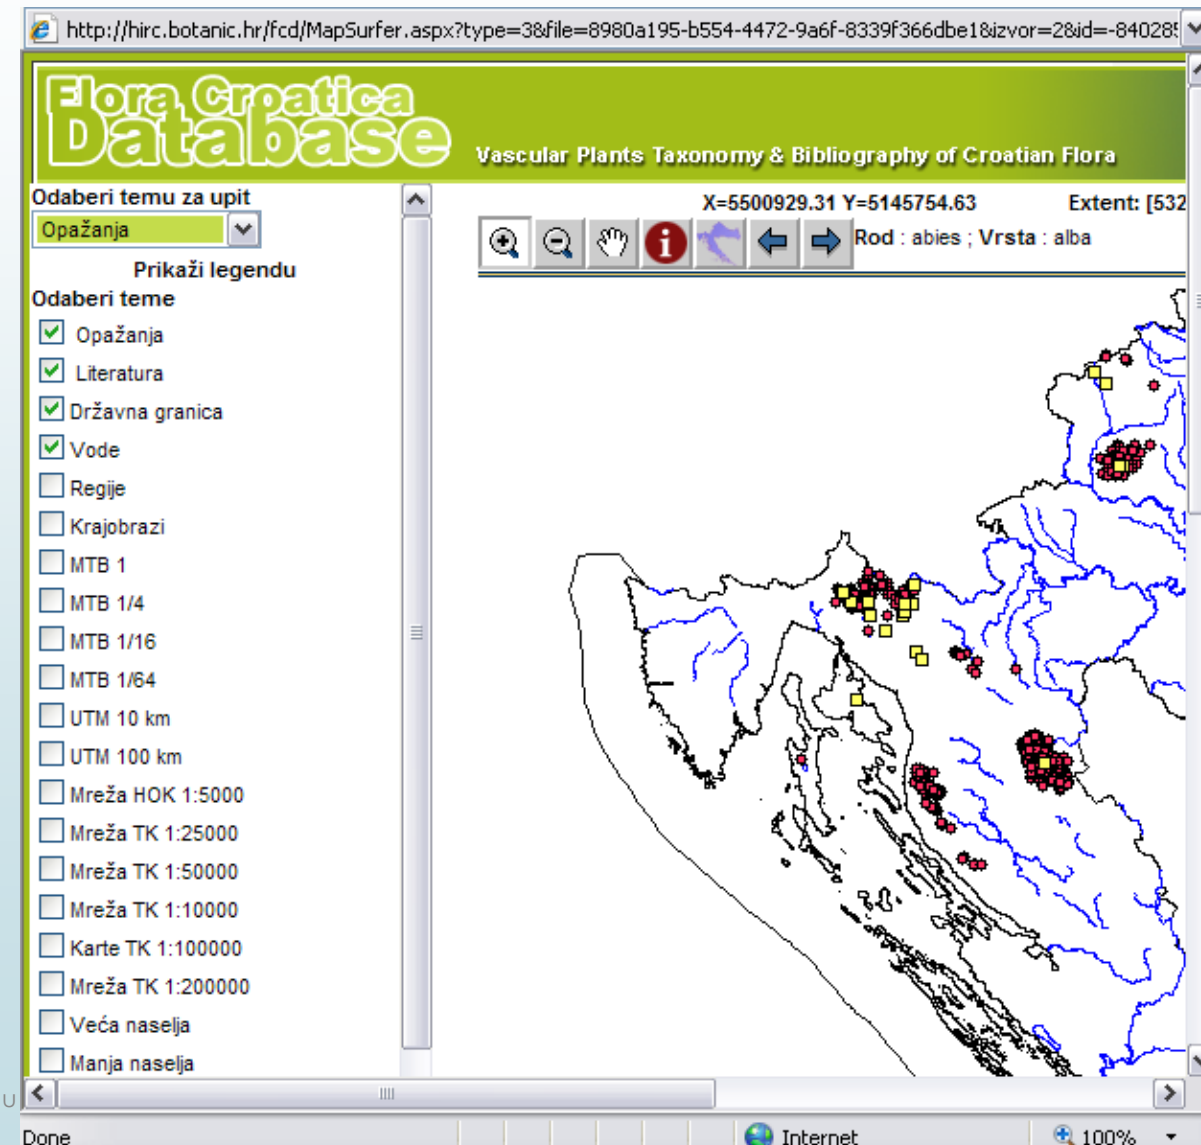 http://hirc.botanic.hr/fcd/MapSurfer.aspx?type=3&file=8980a195-b554-4472-9a6f-8339f366dbe1&izvor=2&id=-84028
Flora Croatica
Database
Vascular Plants Taxonomy & Bibliography of Croatian Flora
Odaberi temu za upit
Opažanja
Prikaži legendu
Odaberi teme
Opažanja
Literatura
Državna granica
Vode
Regije
Krajobrazi
MTB 1
MTB 1/4
MTB 1/16
MTB 1/64
UTM 10 km
UTM 100 km
Mreža HOK 1:5000
Mreža TK 1:25000
Mreža TK 1:50000
Mreža TK 1:10000
Karte TK 1:100000
Mreža TK 1:200000
Veća naselja
Manja naselja
X=5500929.31 Y=5145754.63 Extent: [532
Rod : abies ; Vrsta : alba
U
Done Internet 100%